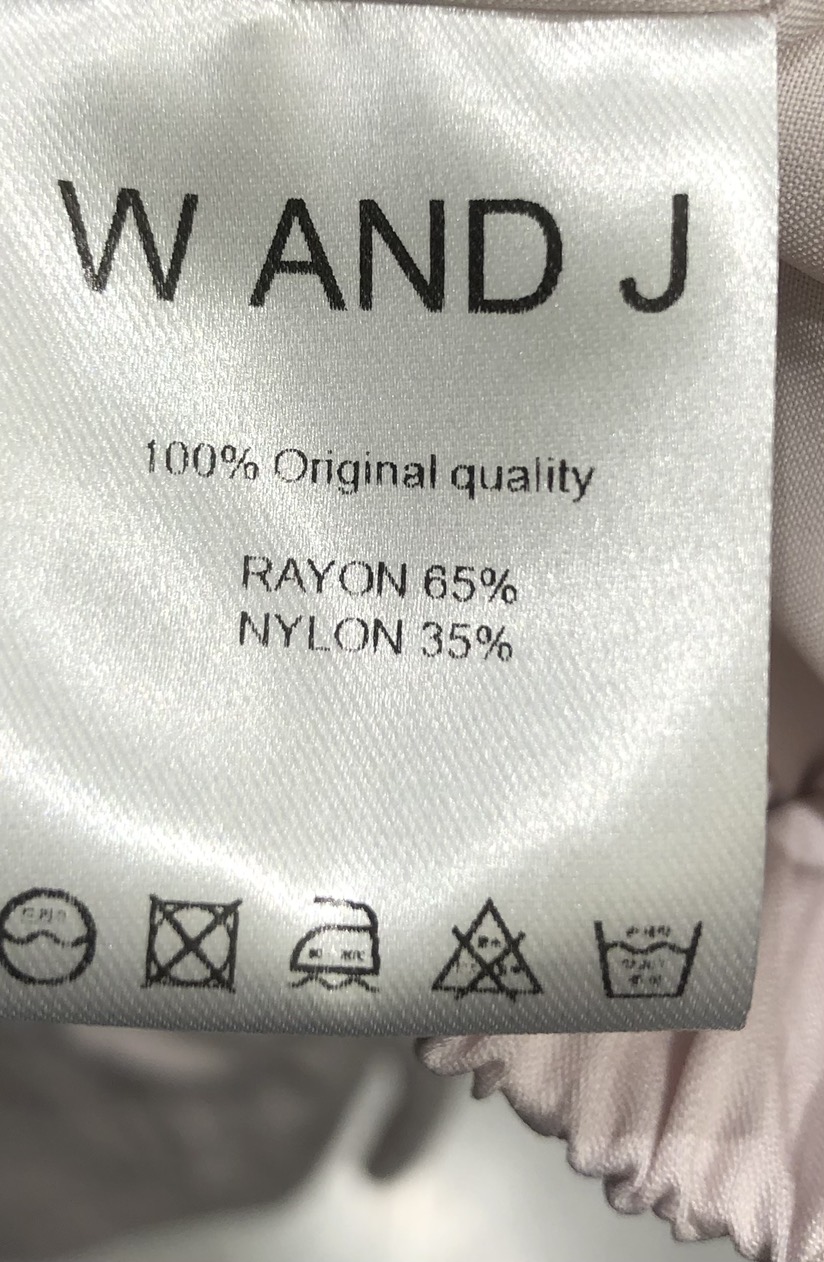 W AND J
100% Original quality
RAYON 65%
NYLON 35%